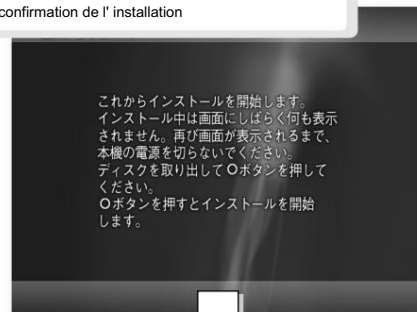 confirmation de l' installation
これからインストールを開始します。
インストール中は画面にしばらく何も表示
されません。再び画面が表示されるまで、
本機の電源を切らないでください。
ディスクを取り出して○ボタンを押して
ください。
○ボタンを押すとインストールを開始
します。